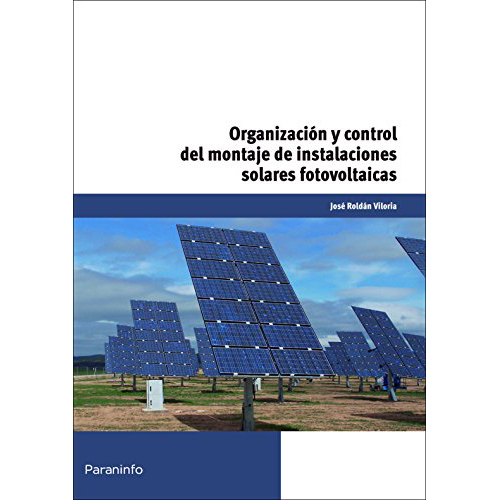 Organización y control
del montaje de instalaciones
solares fotovoltaicas
José Roldán Viloria
Paraninfo